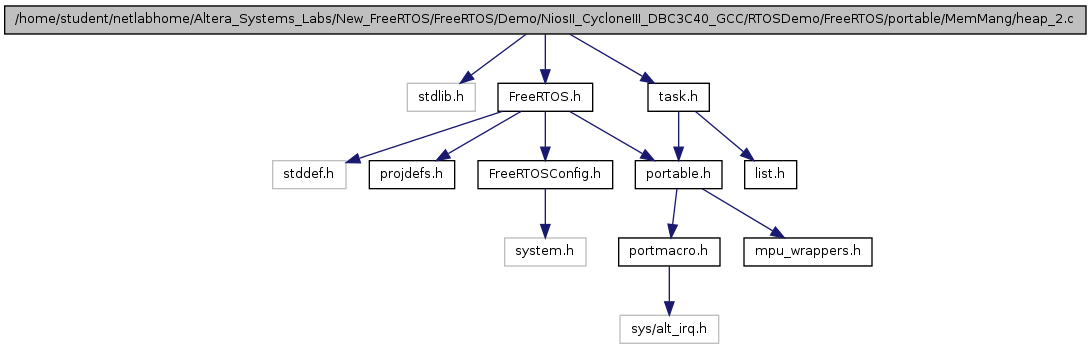 /home/student/netlabhome/Altera_Systems_Labs/New_FreeRTOS/FreeRTOS/Demo/NiosII_CycloneIII_DBC3C40_GCC/RTOSDemo/FreeRTOS/portable/MemMang/heap_2.c
stdlib.h
FreeRTOS.h
task.h
stddef.h
projdefs.h
FreeRTOSConfig.h
portable.h
list.h
system.h
portmacro.h
mpu_wrappers.h
sys/alt_irq.h